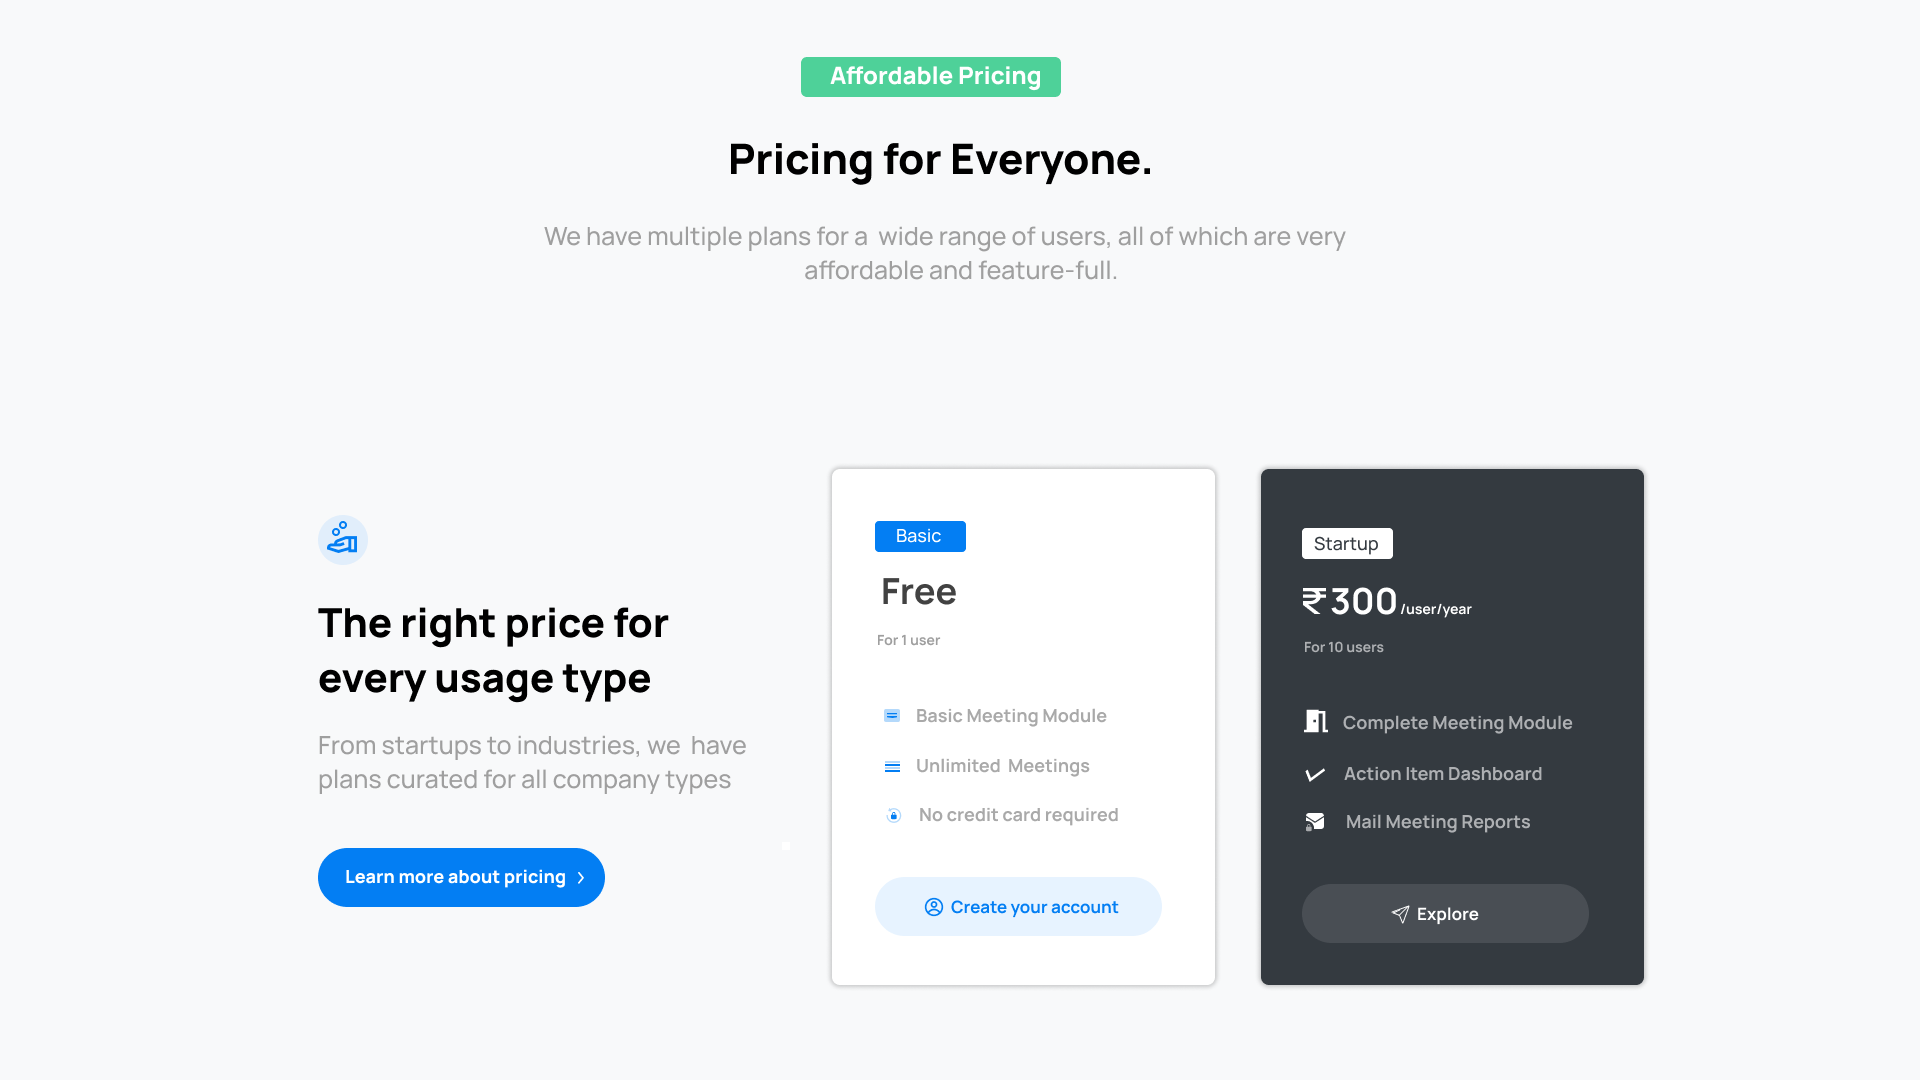 Affordable Pricing
Pricing for Everyone.
We have multiple plans for a  wide range of users, all of which are very
affordable and feature-full.
The right price for
every usage type
From startups to industries, we  have
plans curated for all company types
Learn more about pricing
Basic
Free
For 1 user
Basic Meeting Module
Unlimited  Meetings
No credit card required
Create your account
Startup
₹300/user/year
For 10 users
Complete Meeting Module
Action Item Dashboard
Mail Meeting Reports
Explore